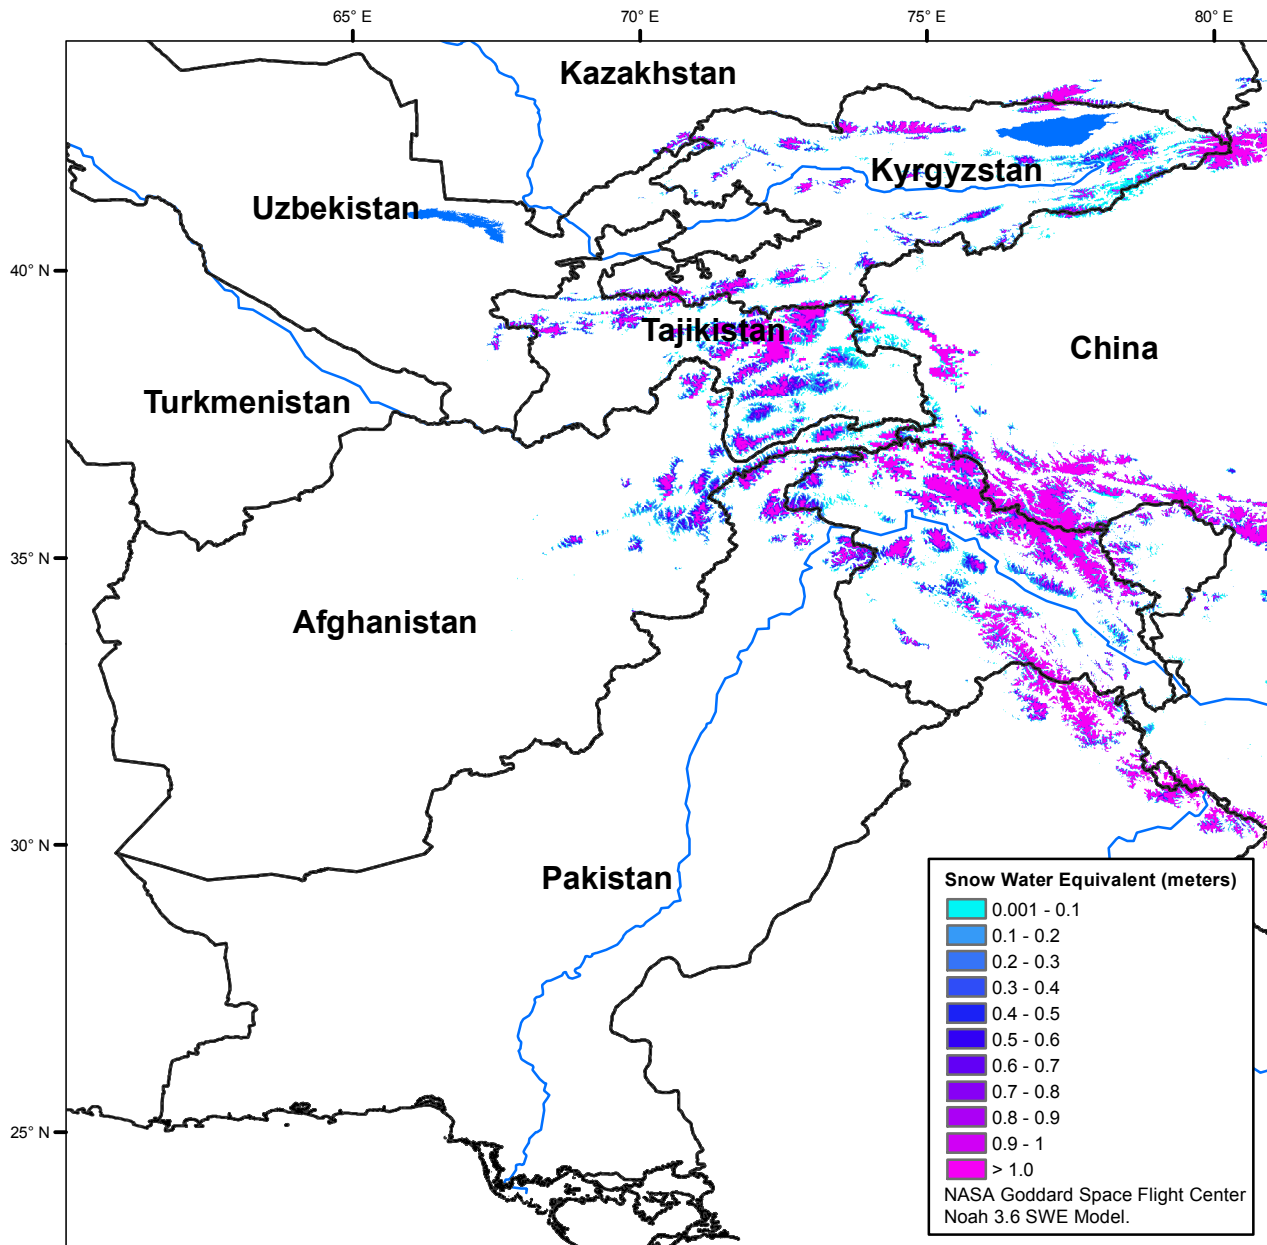 65° E
70° E
75° E
80° E
Kazakhstan
Kyrgyzstan
Uzbekistan
40° N
Tajikistan
China
Turkmenistan
35° N
Afghanistan
30° N
Pakistan
25° N
Snow Water Equivalent (meters)
0.001 - 0.1
0.1 - 0.2
0.2 - 0.3
0.3 - 0.4
0.4 - 0.5
0.5 - 0.6
0.6 - 0.7
0.7 - 0.8
0.8 - 0.9
0.9 - 1
> 1.0
NASA Goddard Space Flight Center
Noah 3.6 SWE Model.